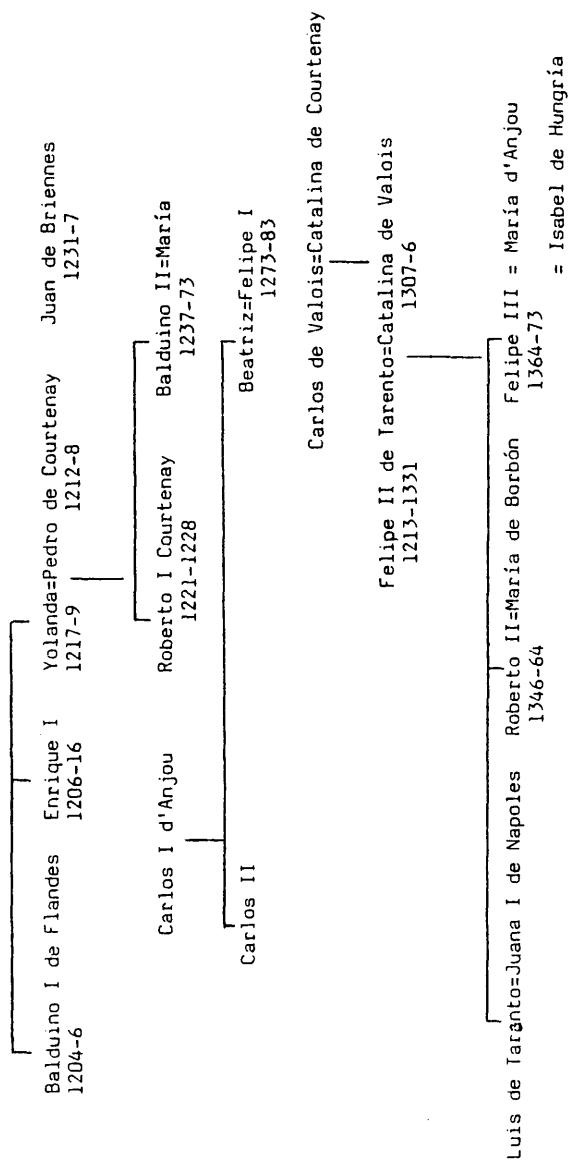 Balduino I de Flandes Enrique I Yolanda=Pedro de Courtenay Juan de Briennes
1204-6 1206-16 1217-9 1212-8 1231-7
Carlos I d'Anjou Roberto I Courtenay Balduino II=María
1221-1228 1237-73
Carlos II Beatriz=Felipe I
1273-83
Carlos de Valois=Catalina de Courtenay
Felipe II de Tarento=Catalina de Valois
1213-1331 1307-6
Luis de Taranto=Juana I de Napoles Roberto II=María de Borbón Felipe III = María d'Anjou
1346-64 1364-73
= Isabel de Hungría